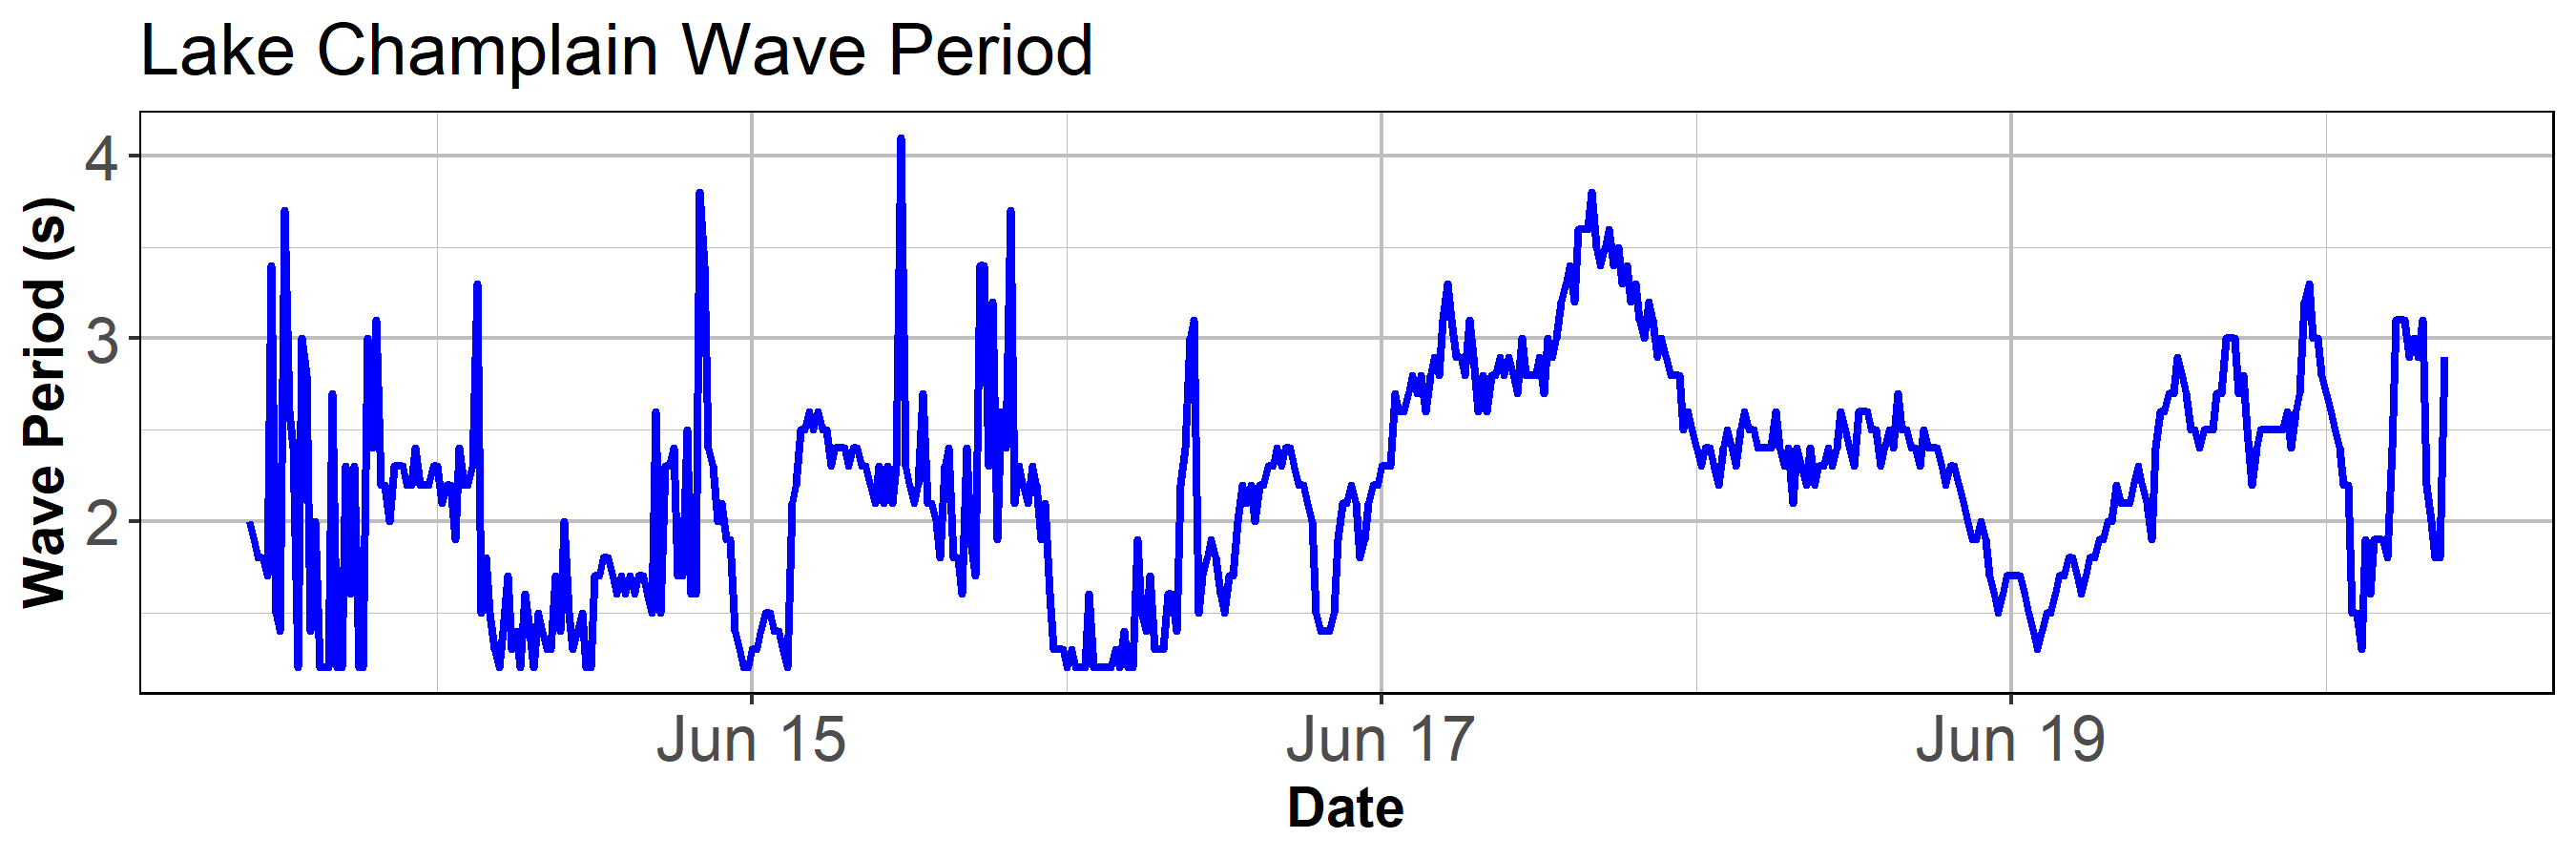 Lake Champlain Wave Period
Wave Period (s)
4
3
2
Jun 15
Jun 17
Jun 19
Date